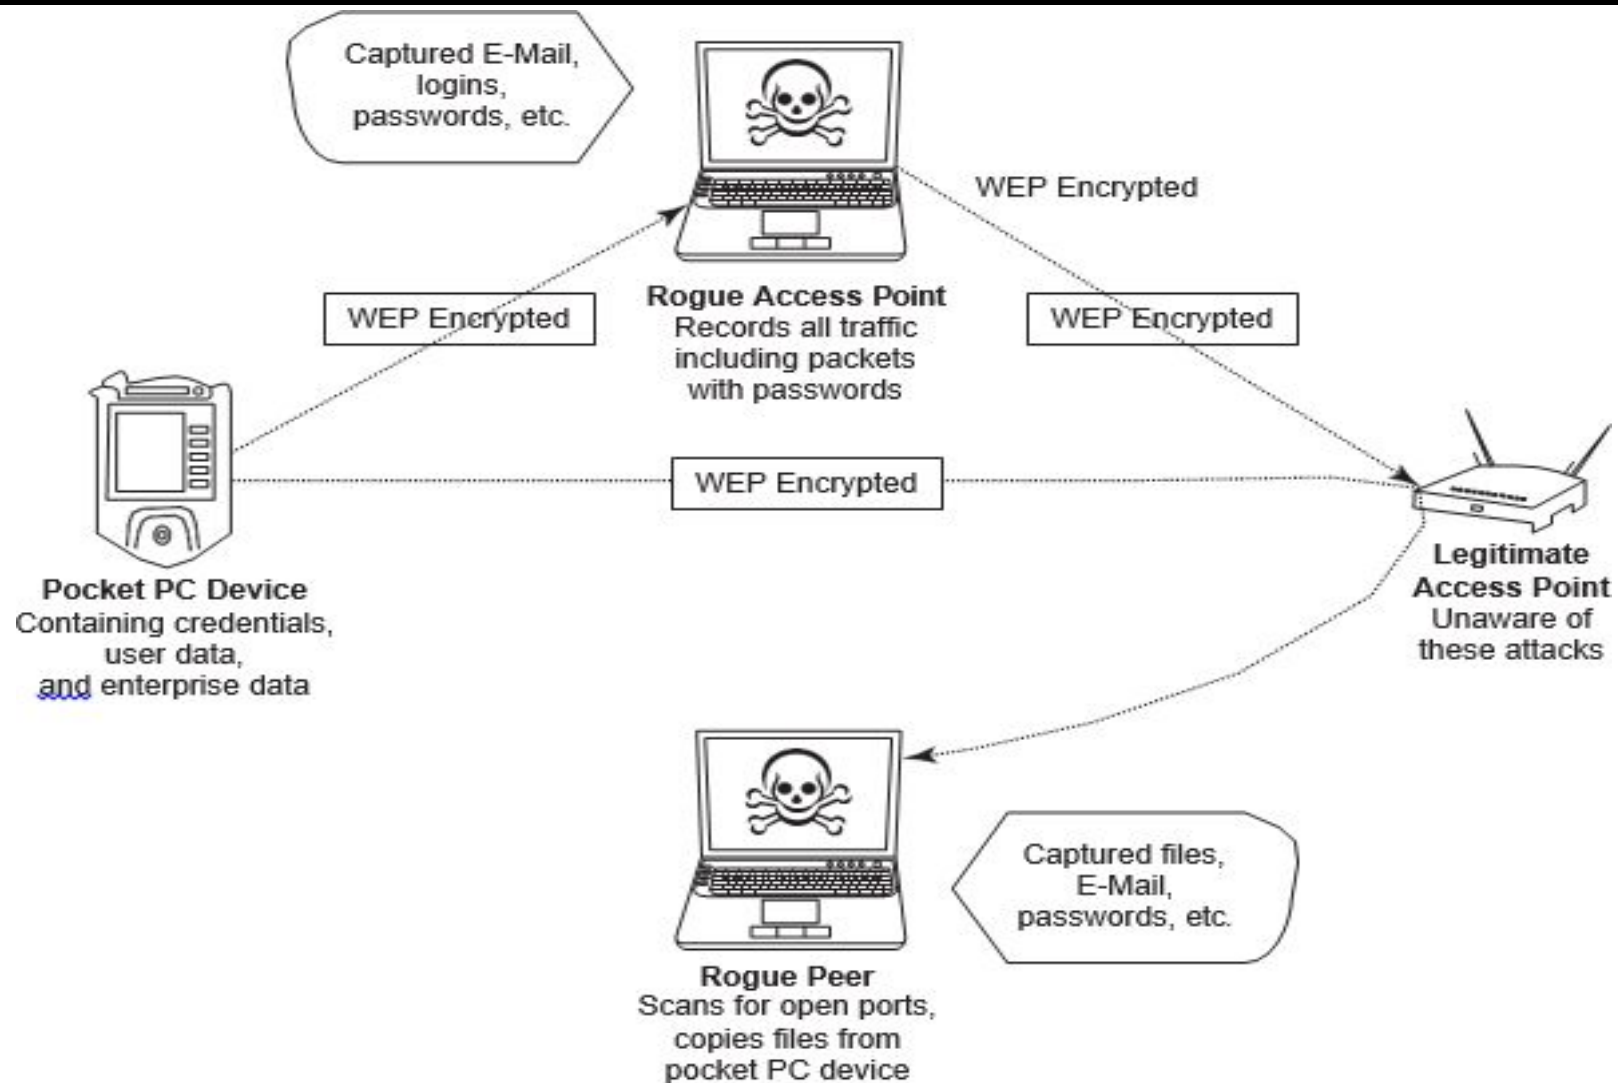 Captured E-Mail,
logins,
passwords, etc.
WEP Encrypted
WEP Encrypted
Rogue Access Point
Records all traffic
including packets
with passwords
WEP Encrypted
WEP Encrypted
Pocket PC Device
Containing credentials,
user data,
and enterprise data
Legitimate
Access Point
Unaware of
these attacks
Captured files,
E-Mail,
passwords, etc.
Rogue Peer
Scans for open ports,
copies files from
pocket PC device